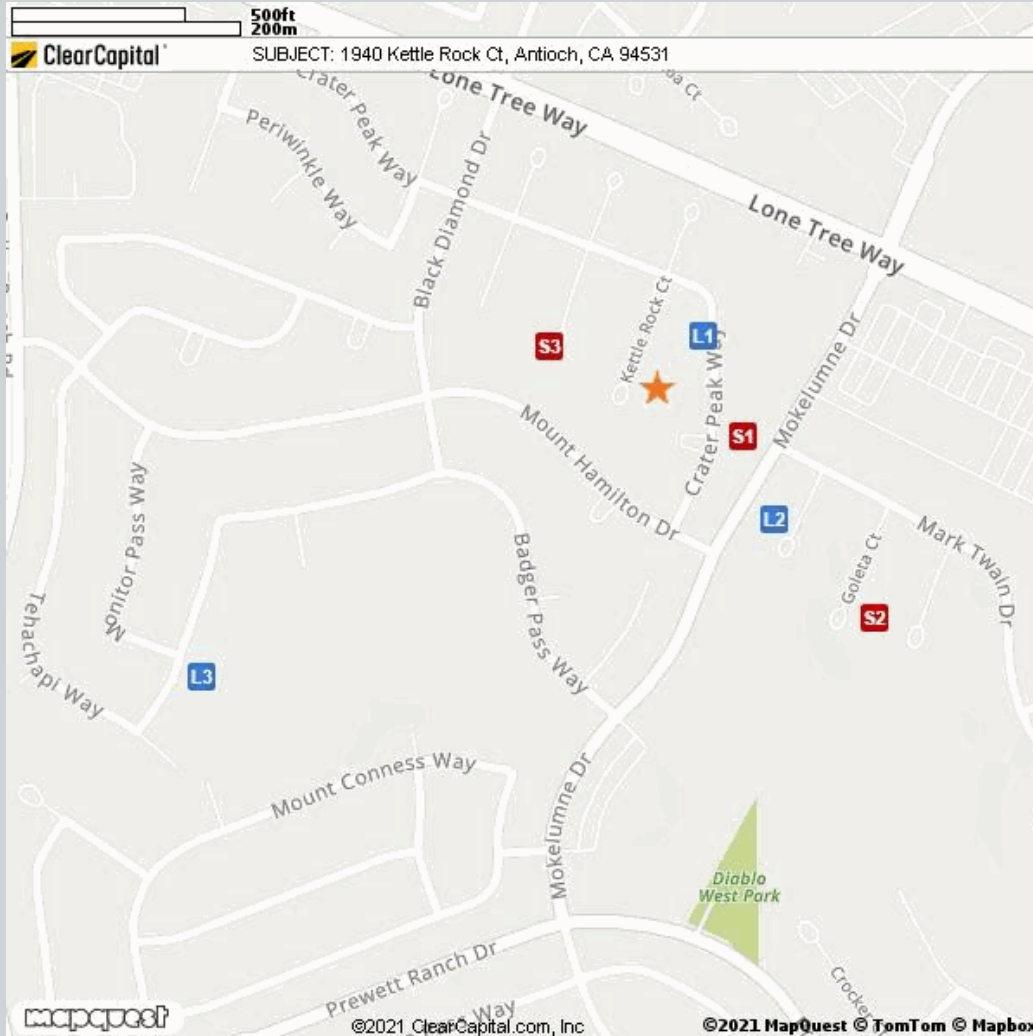 500ft
200m
ClearCapital
SUBJECT: 1940 Kettle Rock Ct, Antioch, CA 94531
Crater Peak Way
Lone Tree Way
Periwinkle Way
Black Diamond Dr
Lone Tree Way
Kettle Rock Ct
L1
S3
Crater Peak Way
Mokelumne Dr
Mount Hamilton Dr
S1
L2
Mark Twain Dr
Monitor Pass Way
Badger Pass Way
Goleta Ct
S2
Tehachapi Way
L3
Mount Conness Way
Mokelumne Dr
Diablo
West Park
Prewett Ranch Dr
Way
mapquest
©2021 ClearCapital.com, Inc
©2021 MapQuest © TomTom © Mapbox